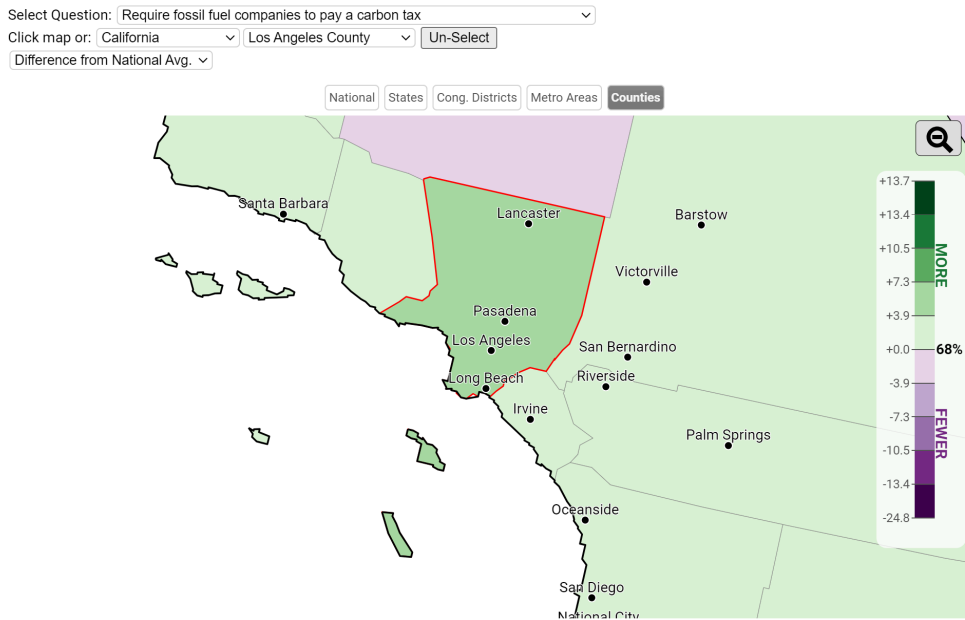 Select Question: Require fossil fuel companies to pay a carbon tax
Click map or: California Los Angeles County Un-Select
Difference from National Avg.
National States Cong. Districts Metro Areas Counties
Santa Barbara
Lancaster
Barstow
Victorville
Pasadena
Los Angeles
San Bernardino
Long Beach
Riverside
Irvine
Palm Springs
Oceanside
San Diego
National City
+13.7
+13.4
+10.5
+7.3
+3.9
+0.0
68%
-3.9
-7.3
-10.5
-13.4
-24.8
MORE
FEWER